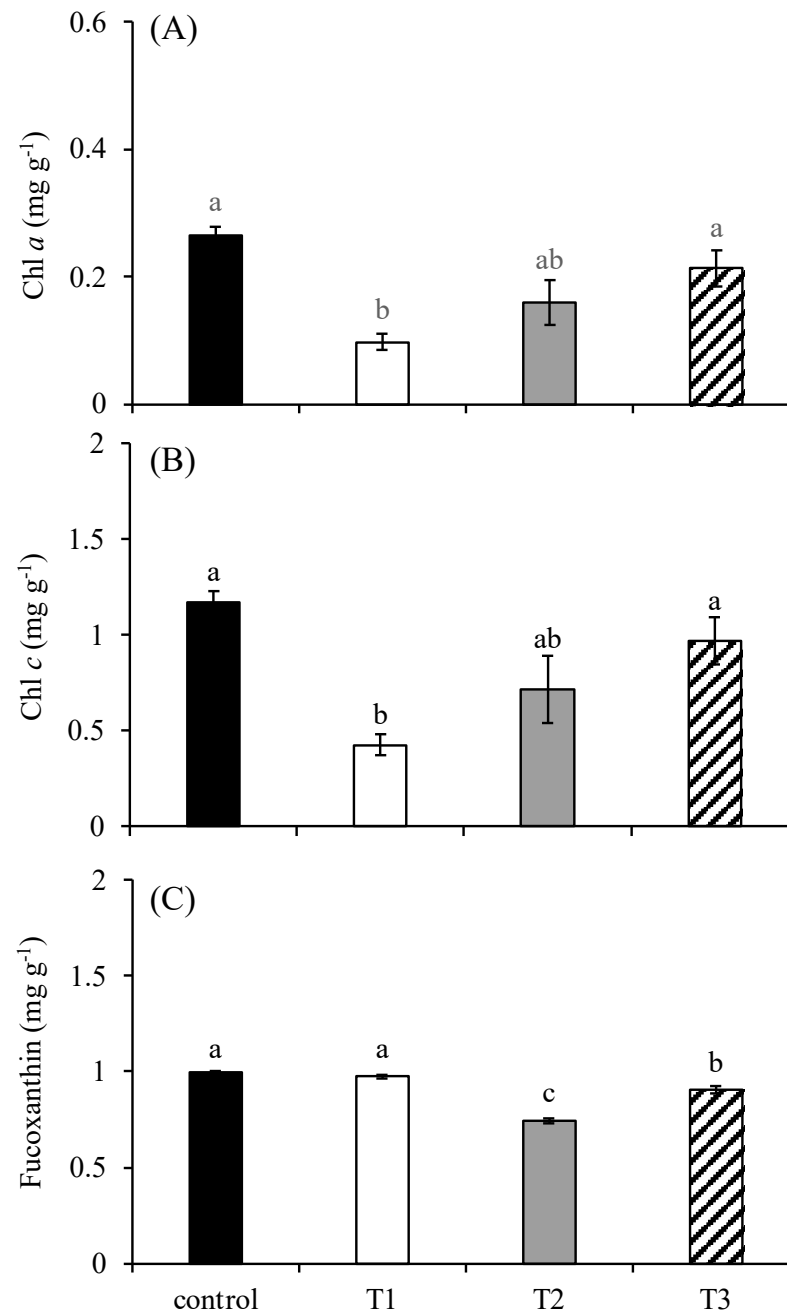 (A)
0.6
0.4
0.2
0
Chl a (mg g-1)
a
b
ab
a
(B)
2
1.5
1
0.5
0
Chl c (mg g-1)
a
b
ab
a
(C)
2
1.5
1
0.5
0
Fucoxanthin (mg g-1)
a
a
c
b
control T1 T2 T3